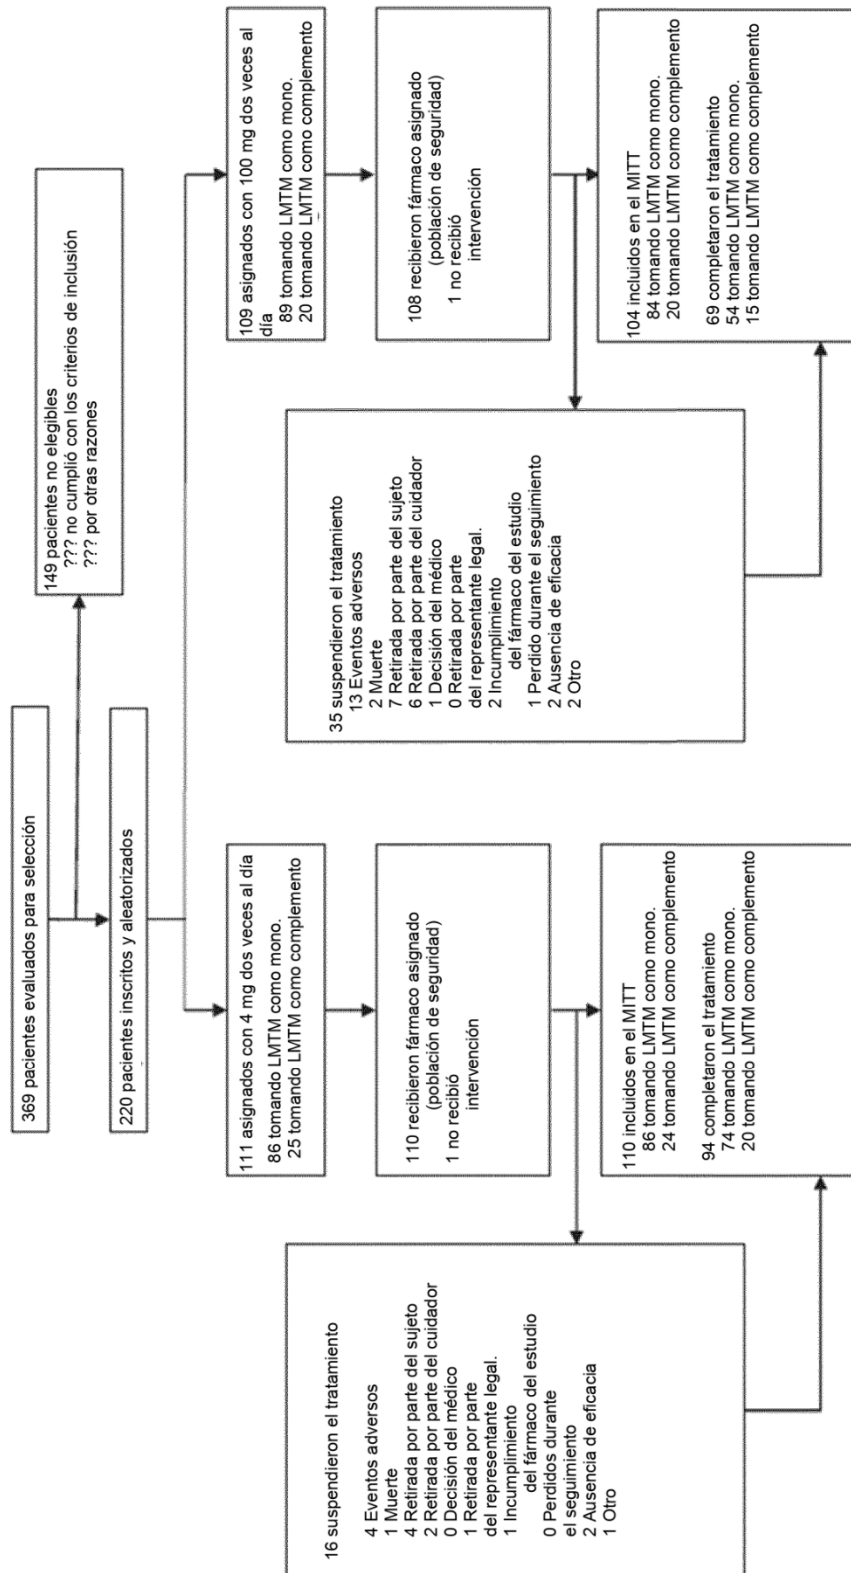 369 pacientes evaluados para selección
149 pacientes no elegibles
??? no cumplió con los criterios de inclusión
??? por otras razones
220 pacientes inscritos y aleatorizados
111 asignados con 4 mg dos veces al día
86 tomando LMTM como mono.
25 tomando LMTM como complemento
109 asignados con 100 mg dos veces al
día
89 tomando LMTM como mono.
20 tomando LMTM como complemento
110 recibieron fármaco asignado
(población de seguridad)
1 no recibió
intervención
108 recibieron fármaco asignado
(población de seguridad)
1 no recibió
intervención
16 suspendieron el tratamiento
4 Eventos adversos
1 Muerte
4 Retirada por parte del sujeto
2 Retirada por parte del cuidador
0 Decisión del médico
1 Retirada por parte
del representante legal.
1 Incumplimiento
del fármaco del estudio
0 Perdidos durante
el seguimiento
2 Ausencia de eficacia
1 Otro
35 suspendieron el tratamiento
13 Eventos adversos
2 Muerte
7 Retirada por parte del sujeto
6 Retirada por parte del cuidador
1 Decisión del médico
0 Retirada por parte
del representante legal.
2 Incumplimiento
del fármaco del estudio
1 Perdido durante el seguimiento
2 Ausencia de eficacia
2 Otro
110 incluidos en el MITT
86 tomando LMTM como mono.
24 tomando LMTM como complemento
94 completaron el tratamiento
74 tomando LMTM como mono.
20 tomando LMTM como complemento
104 incluidos en el MITT
84 tomando LMTM como mono.
20 tomando LMTM como complemento
69 completaron el tratamiento
54 tomando LMTM como mono.
15 tomando LMTM como complemento